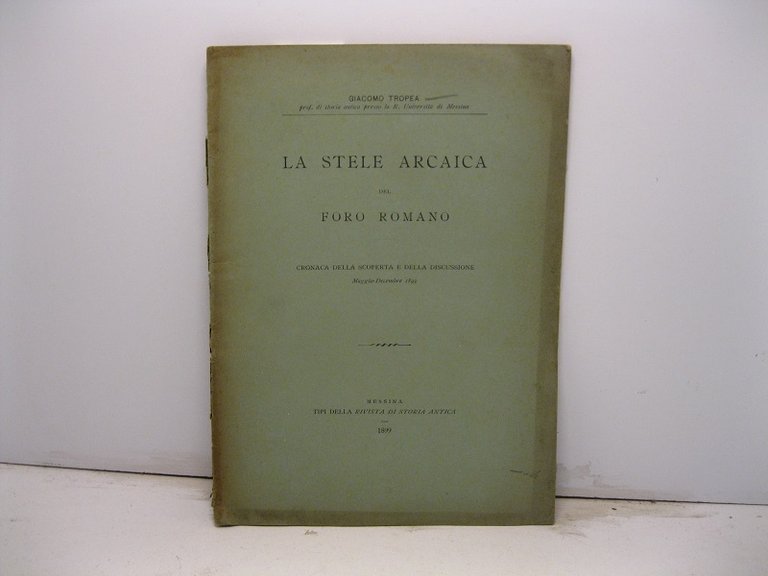 GIACOMO TROPEA
prof. di storia antica presso la R. Università di Messina
LA STELE ARCAICA
DEL
FORO ROMANO
CRONACA DELLA SCOPERTA E DELLA DISCUSSIONE
Maggio-Decembre 1899
MESSINA
TIPI DELLA RIVISTA DI STORIA ANTICA
1899